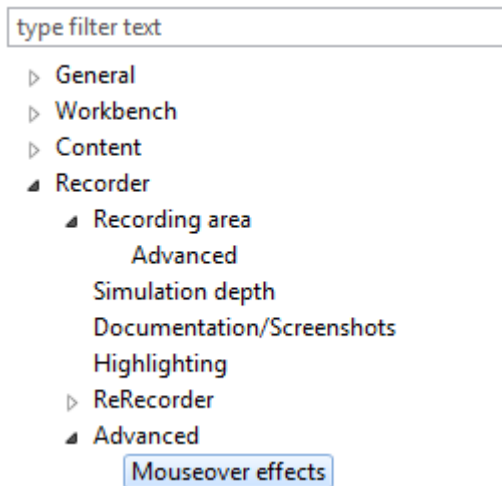 type filter text
General
Workbench
Content
Recorder
Recording area
Advanced
Simulation depth
Documentation/Screenshots
Highlighting
ReRecorder
Advanced
Mouseover effects